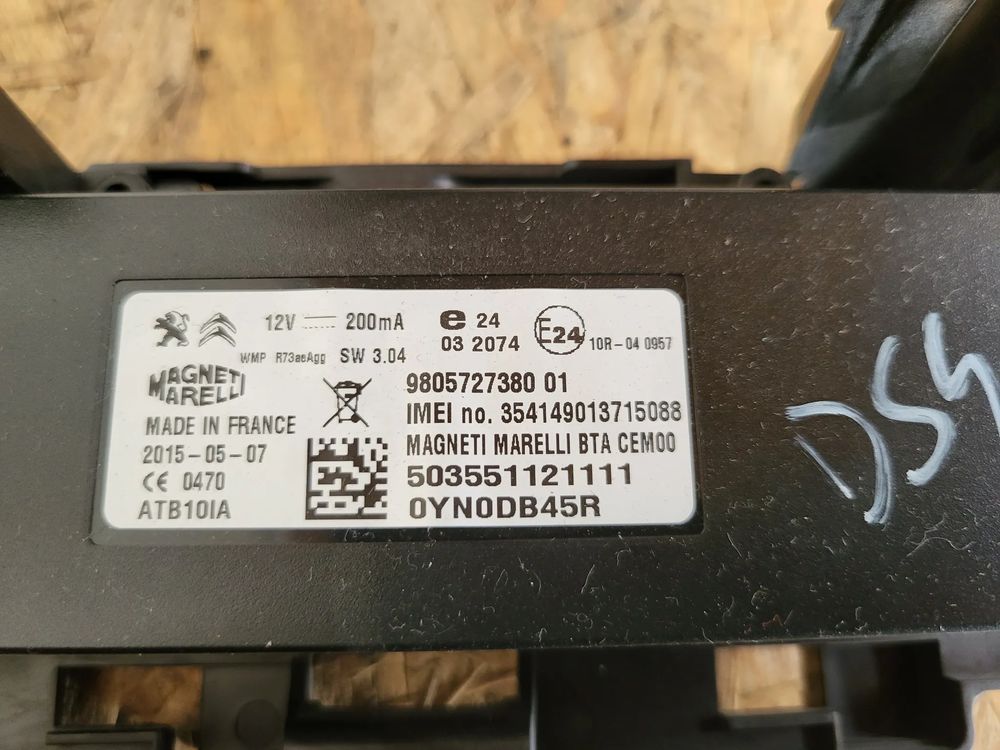 12V 200mA e 24
03 2074 E24 10R-04 0957
WMP R73aeAgg SW 3.04
MAGNETI
MARELLI
9805727380 01
IMEI no. 354149013715088
MADE IN FRANCE
MAGNETI MARELLI BTA CEM00
2015-05-07
503551121111
CE 0470
ATB10IA
0YN0DB45R
DS4